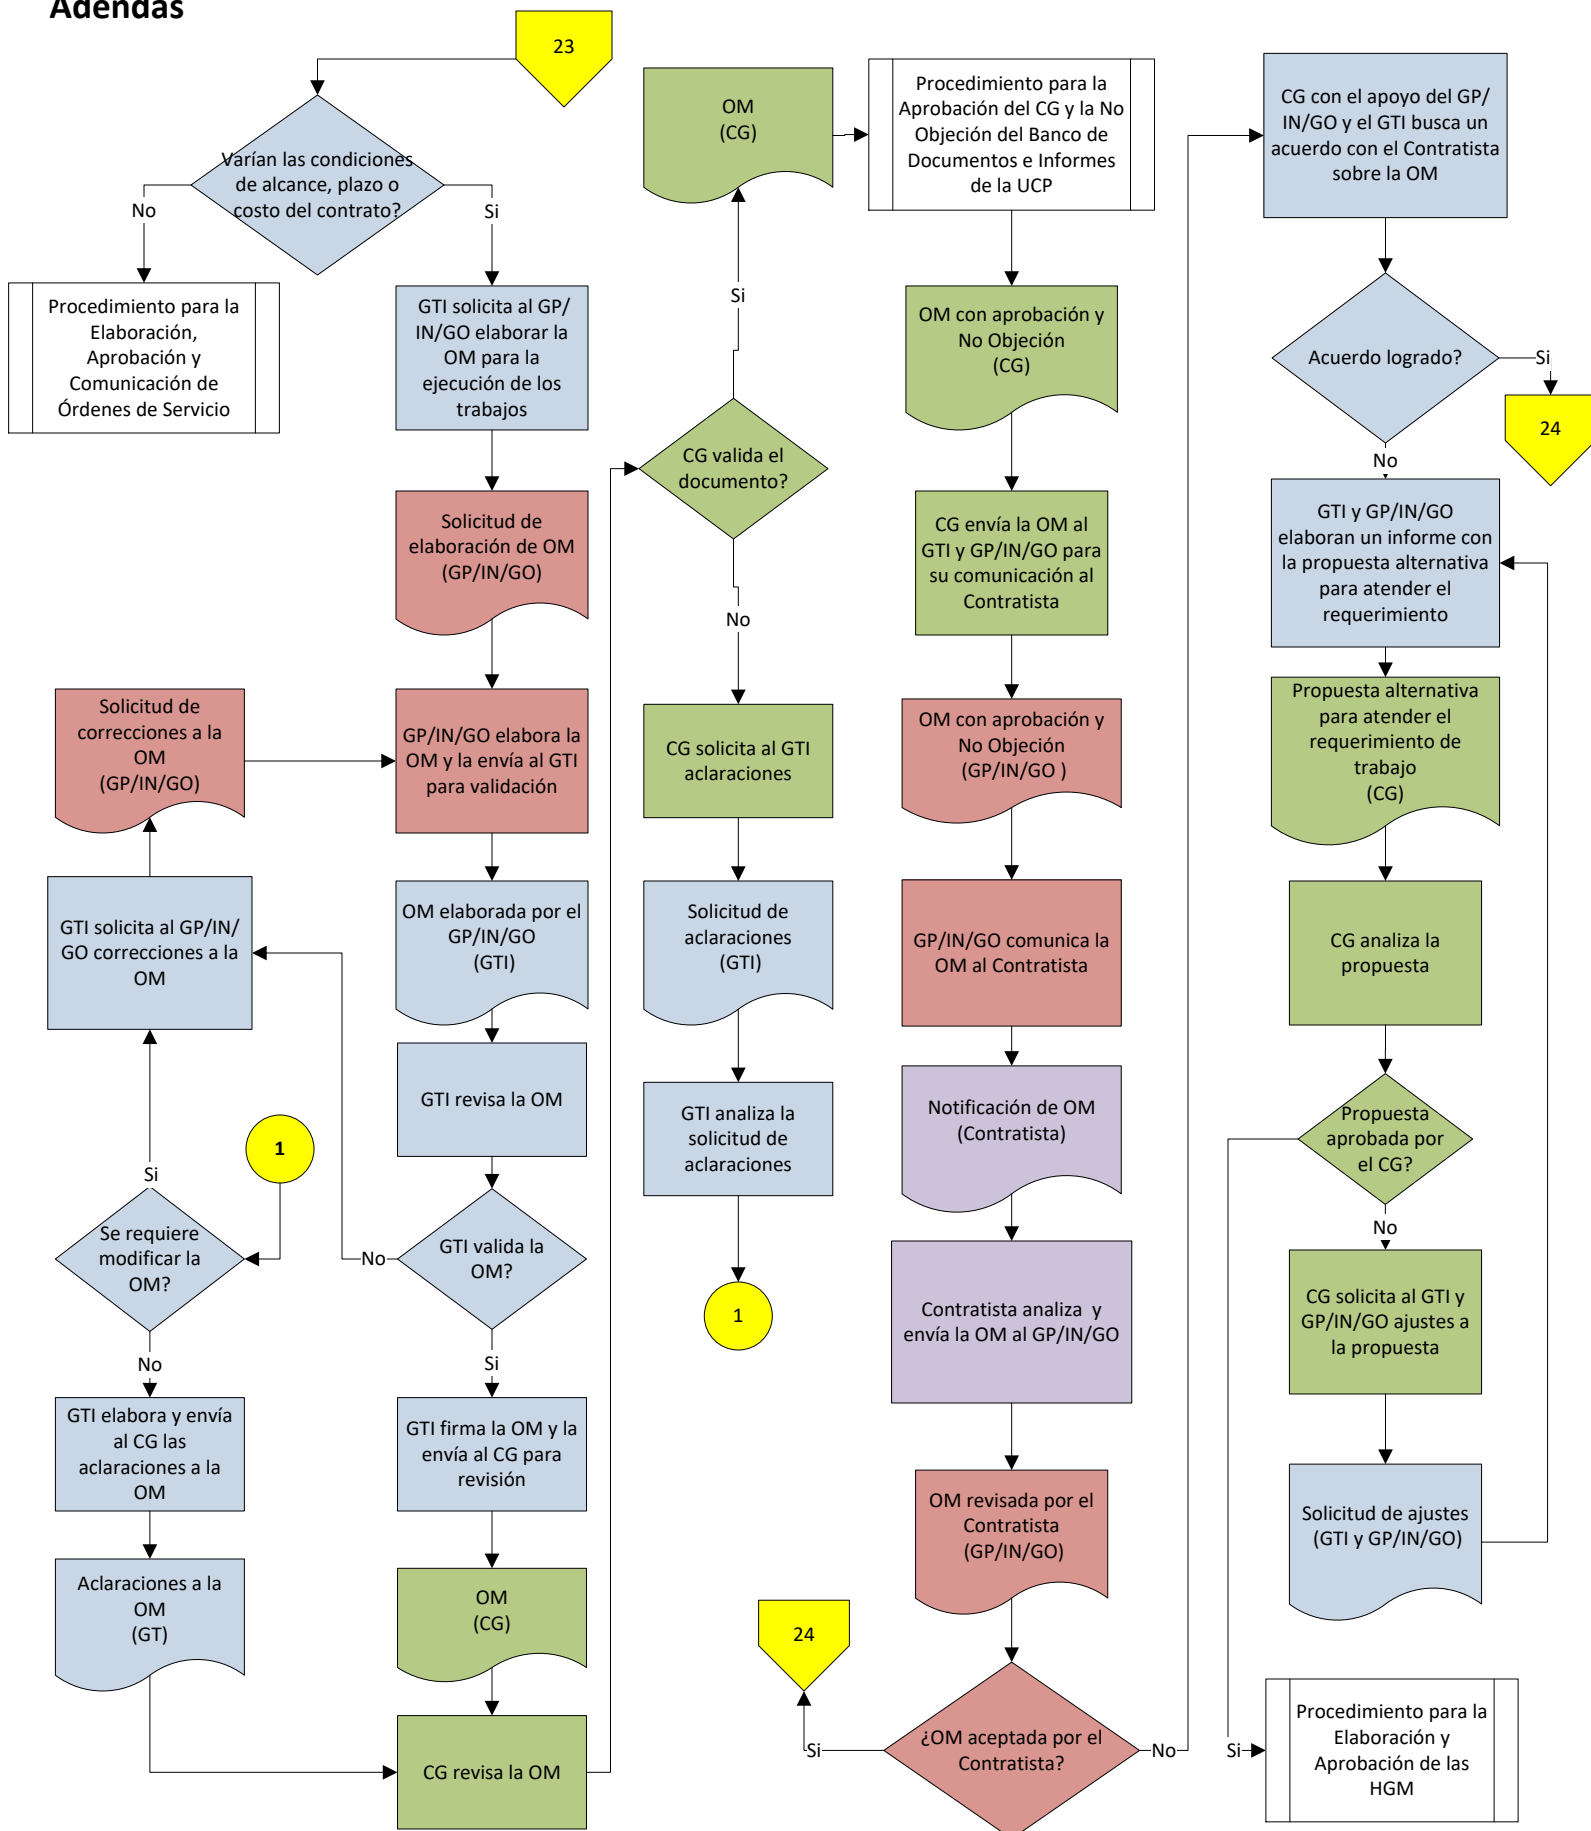 Adendas
23
Varían las condiciones
de alcance, plazo o
costo del contrato?
No
Si
Procedimiento para la
Elaboración,
Aprobación y
Comunicación de
Órdenes de Servicio
GTI solicita al GP/
IN/GO elaborar la
OM para la
ejecución de los
trabajos
Solicitud de
elaboración de OM
(GP/IN/GO)
Solicitud de
correcciones a la
OM
(GP/IN/GO)
GP/IN/GO elabora la
OM y la envía al GTI
para validación
GTI solicita al GP/IN/
GO correcciones a la
OM
OM elaborada por el
GP/IN/GO
(GTI)
GTI revisa la OM
1
Si
Se requiere
modificar la
OM?
No
GTI valida la
OM?
No
Si
GTI elabora y envía
al CG las
aclaraciones a la
OM
GTI firma la OM y la
envía al CG para
revisión
Aclaraciones a la
OM
(GT)
OM
(CG)
CG revisa la OM
OM
(CG)
Si
CG valida el
documento?
No
CG solicita al GTI
aclaraciones
Solicitud de
aclaraciones
(GTI)
GTI analiza la
solicitud de
aclaraciones
1
Procedimiento para la
Aprobación del CG y la No
Objeción del Banco de
Documentos e Informes
de la UCP
OM con aprobación y
No Objeción
(CG)
CG envía la OM al
GTI y GP/IN/GO para
su comunicación al
Contratista
OM con aprobación y
No Objeción
(GP/IN/GO )
GP/IN/GO comunica la
OM al Contratista
Notificación de OM
(Contratista)
Contratista analiza y
envía la OM al GP/IN/GO
OM revisada por el
Contratista
(GP/IN/GO)
24
¿OM aceptada por el
Contratista?
Si
No
CG con el apoyo del GP/
IN/GO y el GTI busca un
acuerdo con el Contratista
sobre la OM
Acuerdo logrado?
Si
24
No
GTI y GP/IN/GO
elaboran un informe con
la propuesta alternativa
para atender el
requerimiento
Propuesta alternativa
para atender el
requerimiento de
trabajo
(CG)
CG analiza la
propuesta
Propuesta
aprobada por
el CG?
No
CG solicita al GTI y
GP/IN/GO ajustes a
la propuesta
Solicitud de ajustes
(GTI y GP/IN/GO)
Si
Procedimiento para la
Elaboración y
Aprobación de las
HGM